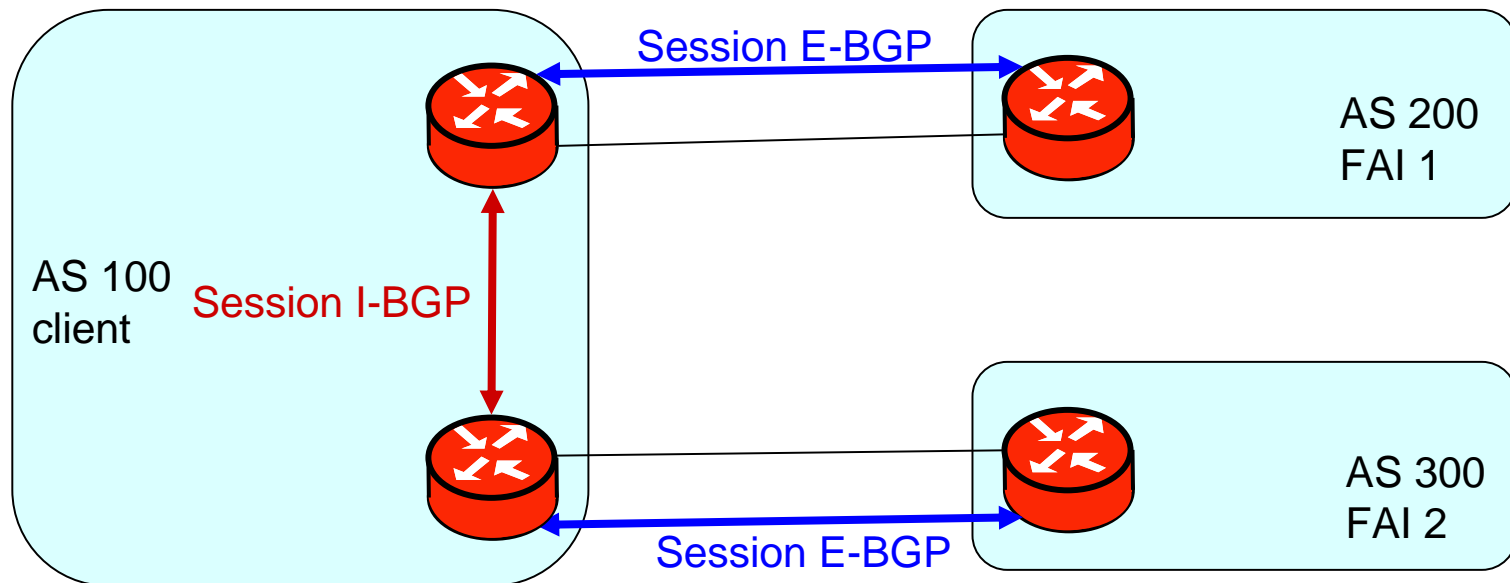 Session E-BGP
AS 200
FAI 1
AS 100
client
Session I-BGP
AS 300
FAI 2
Session E-BGP